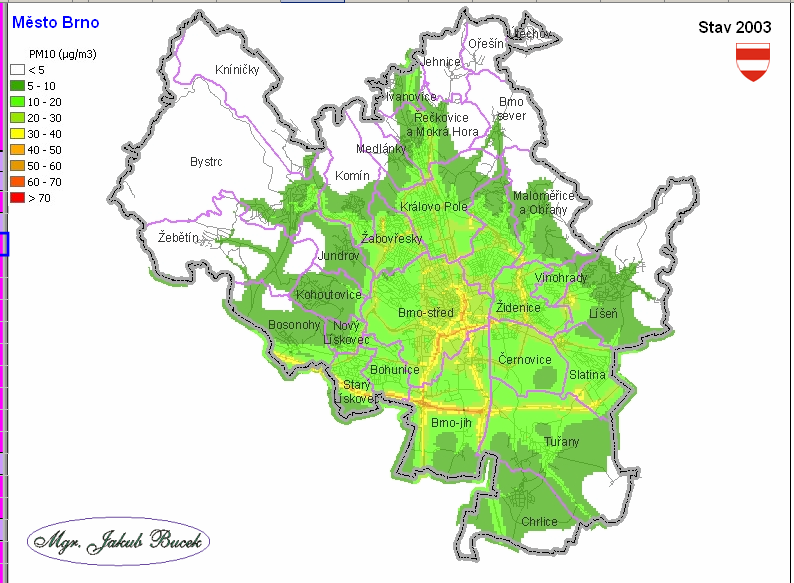 Město Brno
Stav 2003
PM10 (µg/m3)
< 5
5 - 10
10 - 20
20 - 30
30 - 40
40 - 50
50 - 60
60 - 70
> 70
Útěchov
Ořešín
Jehnice
Kníničky
Ivanovice
Brno
sever
Řečkovice
a Mokrá Hora
Medlánky
Bystrc
Komín
Maloměřice
a Obřany
Královo Pole
Žebětín
Žabovřesky
Jundrov
Vinohrady
Kohoutovice
Židenice
Líšeň
Brno-střed
Bosonohy
Nový
Lískovec
Černovice
Bohunice
Slatina
Starý
Lískovec
Brno-jih
Tuřany
Chrlice
Mgr. Jakub Bucek